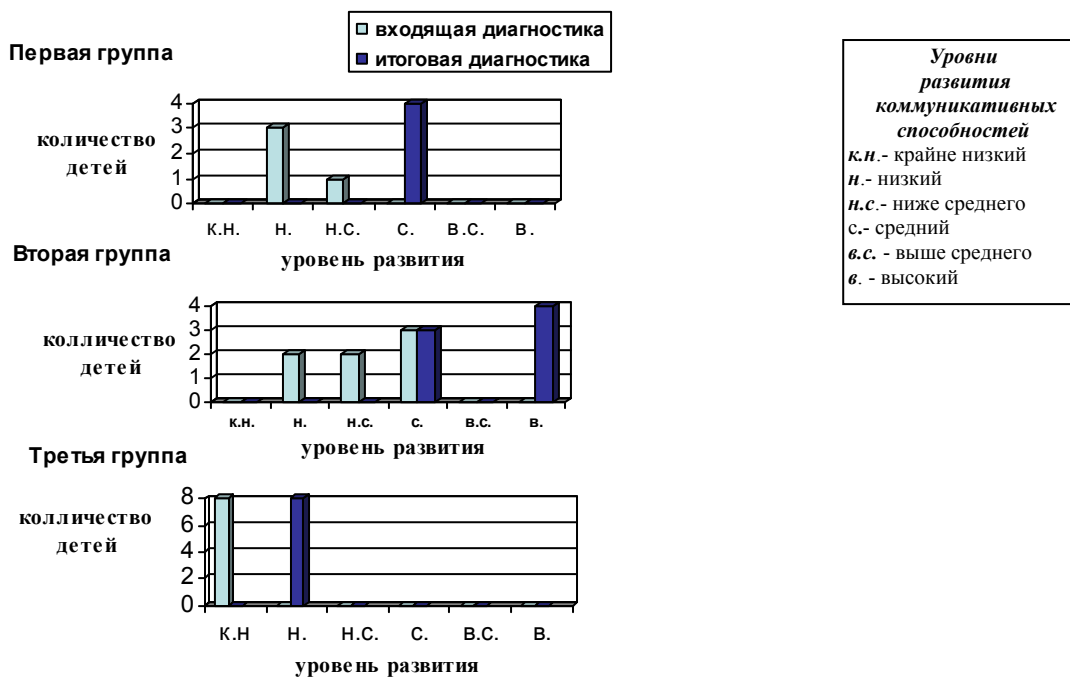 входящая диагностика
итоговая диагностика
Первая группа
количество
детей
4
3
2
1
0
К.Н. Н. Н.С. С. В.С. В.
уровень развития
Вторая группа
колличество
детей
4
3
2
1
0
к.н. н. н.с. с. в.с. в.
уровень развития
Третья группа
колличество
детей
8
6
4
2
0
К.Н Н. Н.С. С. В.С. В.
уровень развития
Уровни
развития
коммуникативных
способностей
к.н.- крайне низкий
н.- низкий
н.с.- ниже среднего
с.- средний
в.с. - выше среднего
в. - высокий